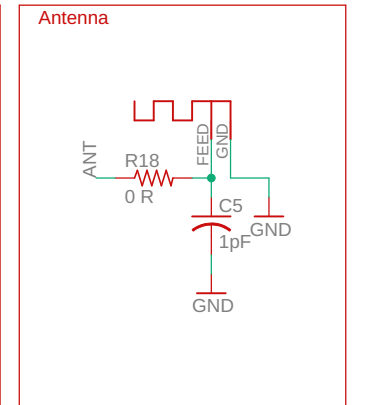 Antenna
ANT
R18
0 R
FEED
GND
C5
1pF
GND
GND